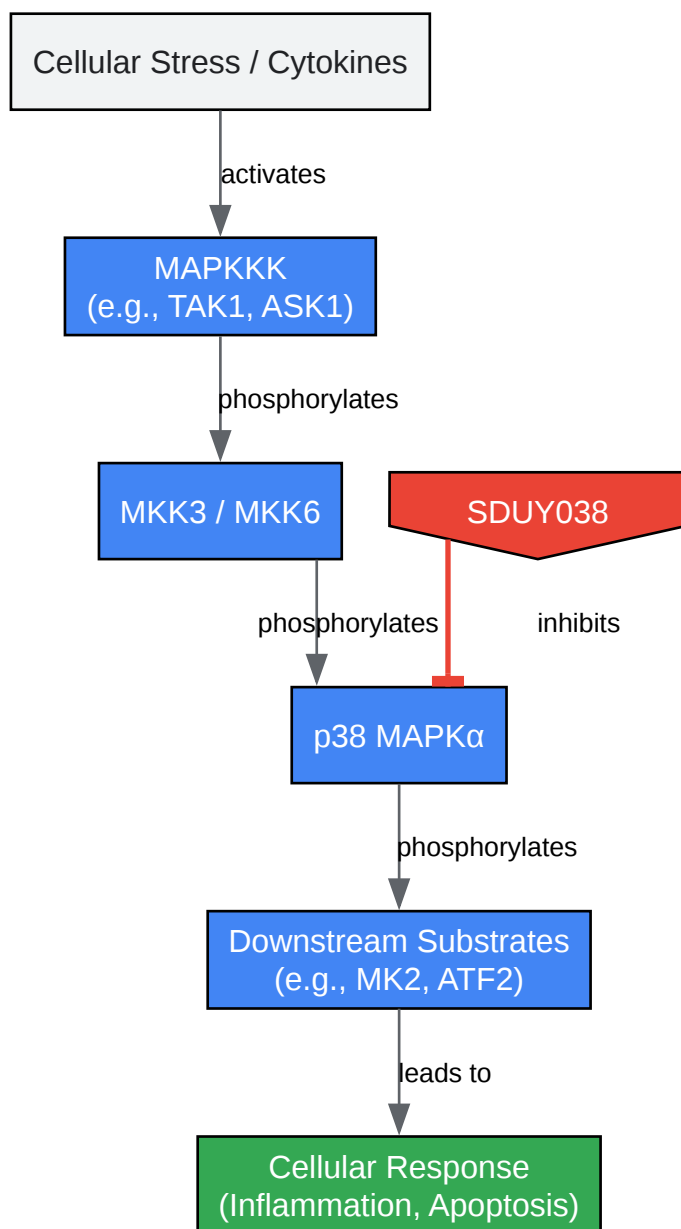 Cellular Stress / Cytokines
activates
MAPKKK
(e.g., TAK1, ASK1)
phosphorylates
MKK3 / MKK6
SDUY038
phosphorylates
inhibits
p38 MAPKα
phosphorylates
Downstream Substrates
(e.g., MK2, ATF2)
leads to
Cellular Response
(Inflammation, Apoptosis)